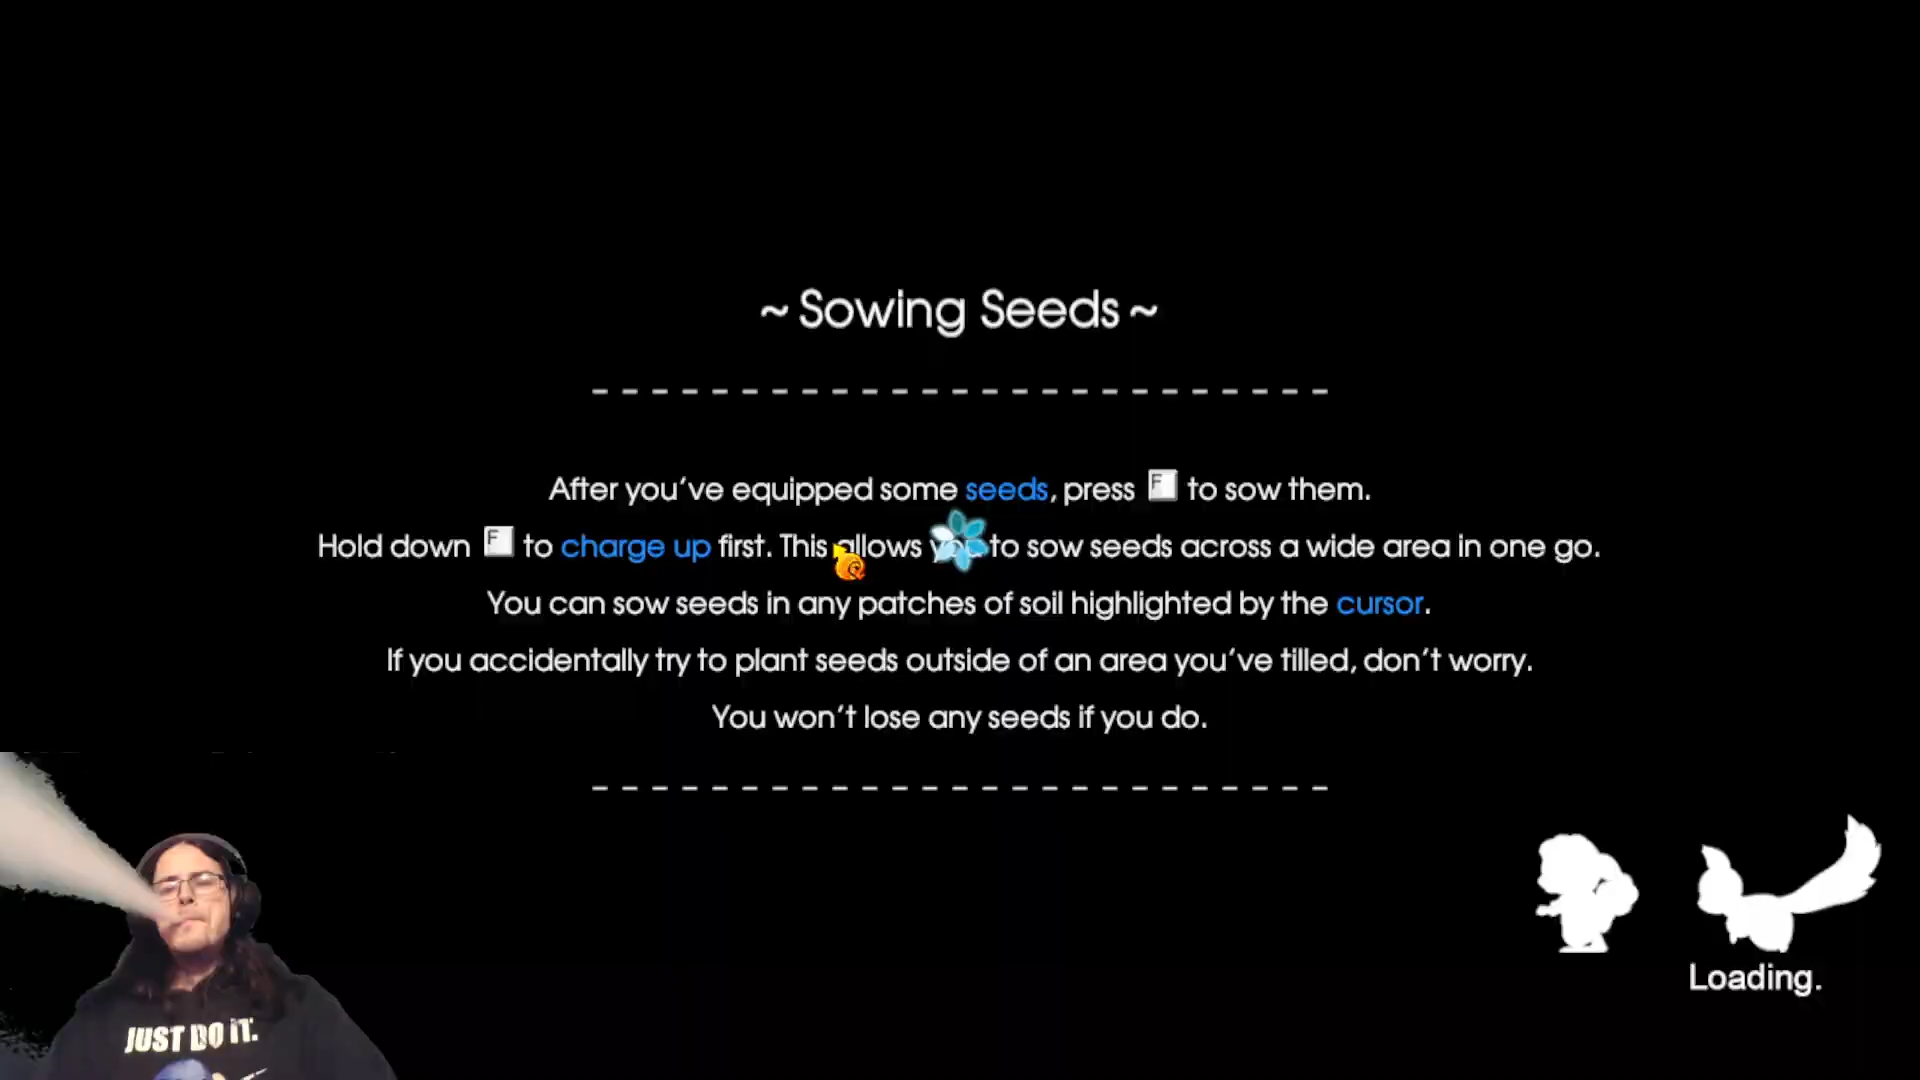 ~ Sowing Seeds ~
After you've equipped some seeds, press F to sow them.
Hold down F to charge up first. This allows you to sow seeds across a wide area in one go.
You can sow seeds in any patches of soil highlighted by the cursor.
If you accidentally try to plant seeds outside of an area you've tilled, don't worry.
You won't lose any seeds if you do.
Loading.
JUST DO IT.